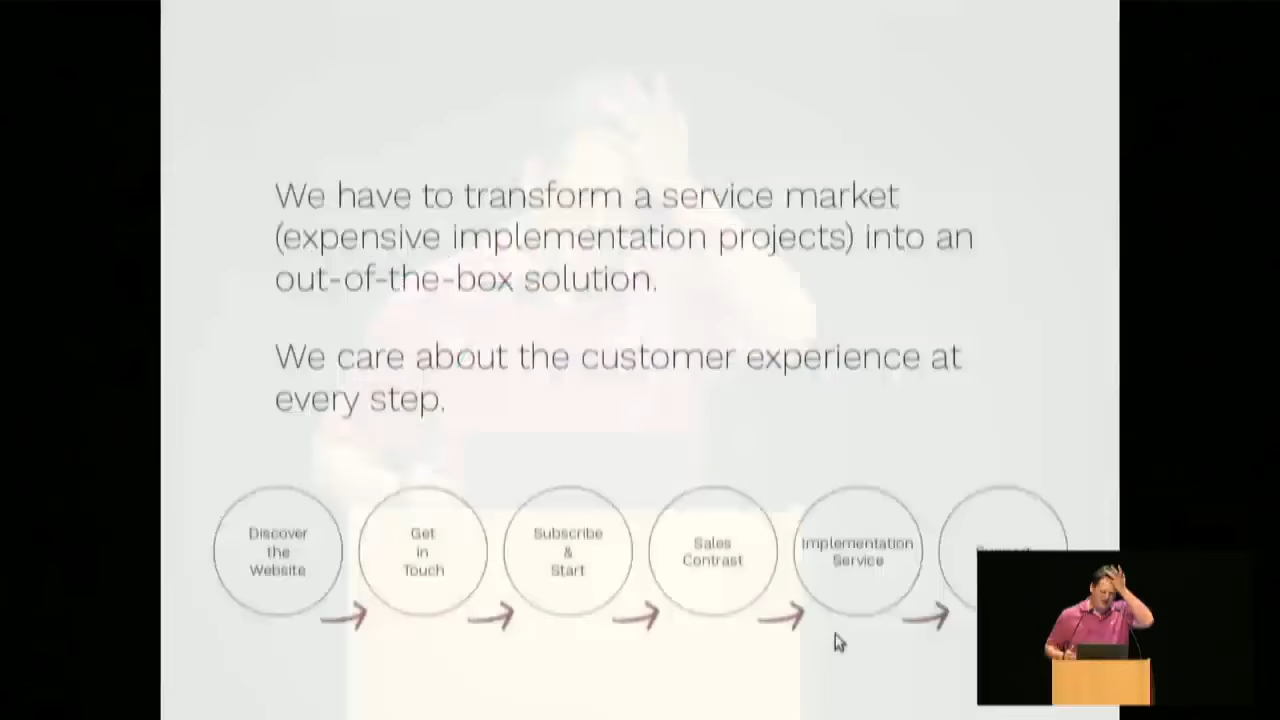 We have to transform a service market
(expensive implementation projects) into an
out-of-the-box solution.
We care about the customer experience at
every step.
Discover
the
Website
Get
in
Touch
Subscribe
&
Start
Sales
Contrast
Implementation
Service